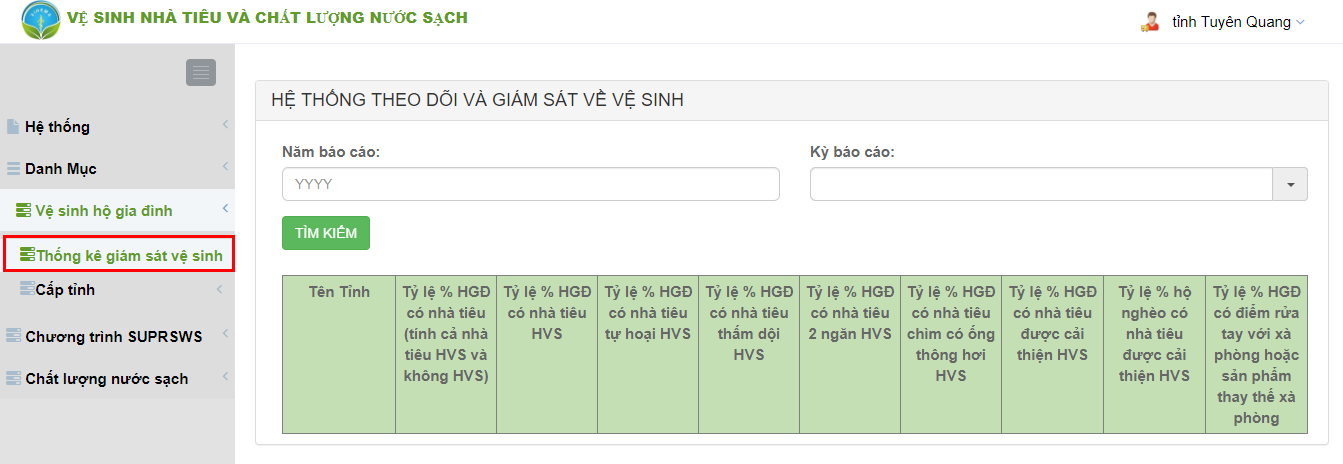 VỆ SINH NHÀ TIÊU VÀ CHẤT LƯỢNG NƯỚC SẠCH
tỉnh Tuyên Quang
Hệ thống
Danh Mục
Vệ sinh hộ gia đình
Thống kê giám sát vệ sinh
Cấp tỉnh
Chương trình SUPRSWS
Chất lượng nước sạch
HỆ THỐNG THEO DÕI VÀ GIÁM SÁT VỀ VỆ SINH
Năm báo cáo:
Kỳ báo cáo:
YYYY
TÌM KIẾM
Tên Tỉnh
Tỷ lệ % HGĐ
có nhà tiêu
(tính cả nhà
tiêu HVS và
không HVS)
Tỷ lệ % HGĐ
có nhà tiêu
HVS
Tỷ lệ % HGĐ
có nhà tiêu
tự hoại HVS
Tỷ lệ % HGĐ
có nhà tiêu
thấm dội
HVS
Tỷ lệ % HGĐ
có nhà tiêu
2 ngăn HVS
Tỷ lệ % HGĐ
có nhà tiêu
chìm có ống
thông hơi
HVS
Tỷ lệ % HGĐ
có nhà tiêu
được cải
thiện HVS
Tỷ lệ % hộ
nghèo có
nhà tiêu
được cải
thiện HVS
Tỷ lệ % HGĐ
có điểm rửa
tay với xà
phòng hoặc
sản phẩm
thay thế xà
phòng